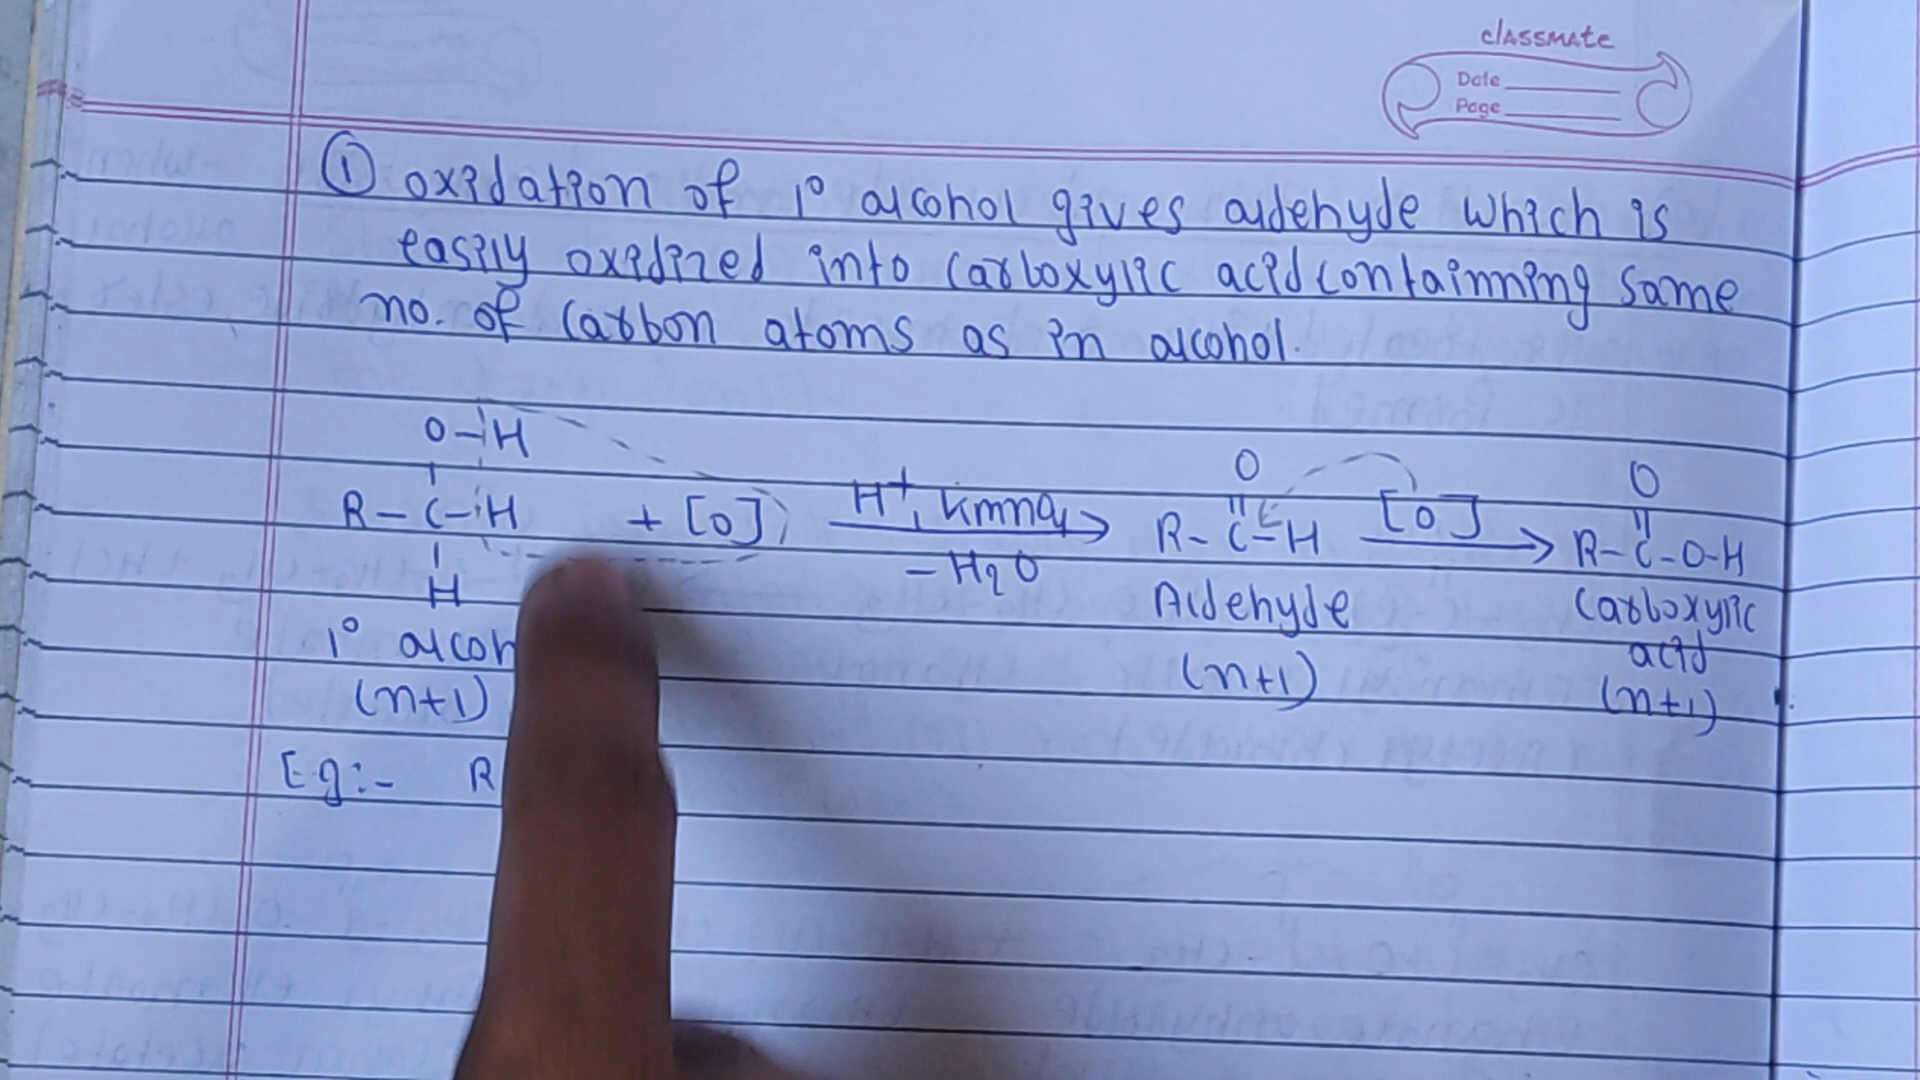 classmate
Date
Page
① oxidation of 1° alcohol gives aldehyde which is
easily oxidized into carboxylic acid containning same
no. of carbon atoms as in alcohol.
O-H
R-C-H + [O] H⁺, KMnO₄ → -H₂O R-C-H [O] → R-C-O-H
O
O
H
1° alcoh
Aldehyde
Carboxylic
acid
(n+1)
(n+1)
(n+1)
E.g:- R